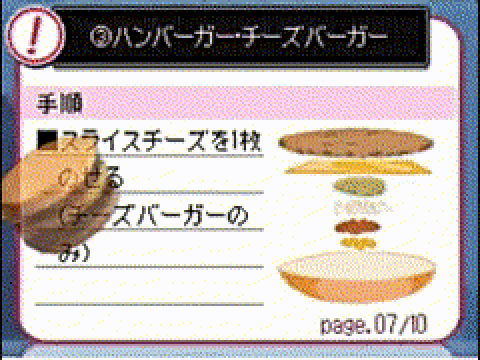 !
③ハンバーガー・チーズバーガー
手順
■スライスチーズを1枚
のせる
(チーズバーガーの
み)
page.07/10